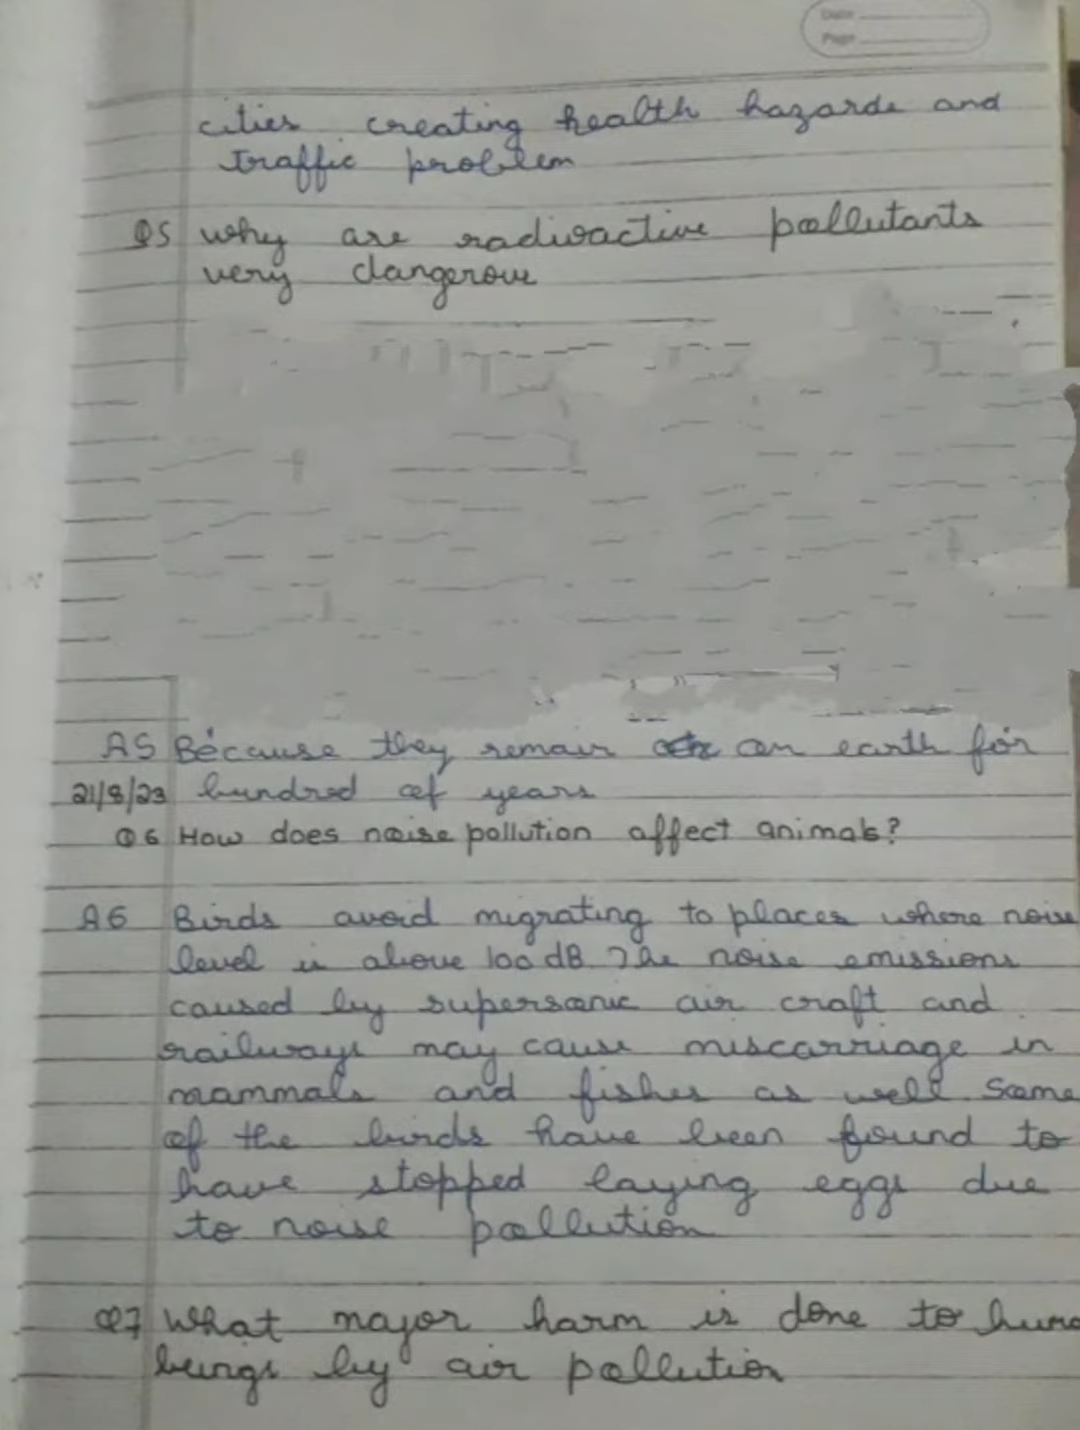 Date
Page
cities creating health hazards and
traffic problem
Q5 why are radioactive pollutants
very dangerous
A5 Because they remain on earth for
21/8/23 hundred of years
Q6 How does noise pollution affect animals?
A6 Birds avoid migrating to places where noise
level is above 100 dB. The noise emissions
caused by supersonic air craft and
railways may cause miscarriage in
mammals and fishes as well. Some
of the birds have been found to
have stopped laying eggs due
to noise pollution
Q7 What major harm is done to
beings by air pollution